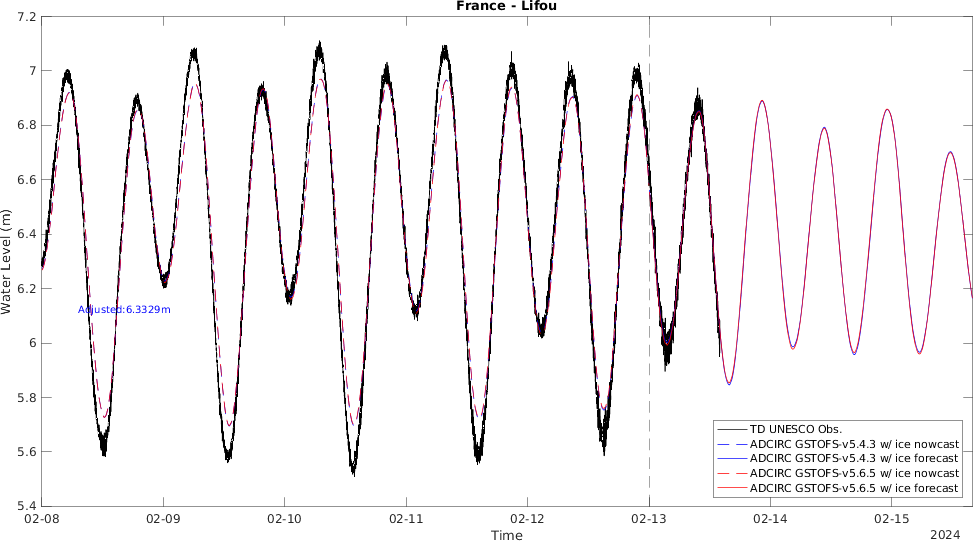 France - Lifou
7.2
7
6.8
6.6
6.4
6.2
6
5.8
5.6
5.4
Water Level (m)
Adjusted:6.3329m
TD UNESCO Obs.
ADCIRC GSTOFS-v5.4.3 w/ ice nowcast
ADCIRC GSTOFS-v5.4.3 w/ ice forecast
ADCIRC GSTOFS-v5.6.5 w/ ice nowcast
ADCIRC GSTOFS-v5.6.5 w/ ice forecast
02-08 02-09 02-10 02-11 02-12 02-13 02-14 02-15
Time
2024